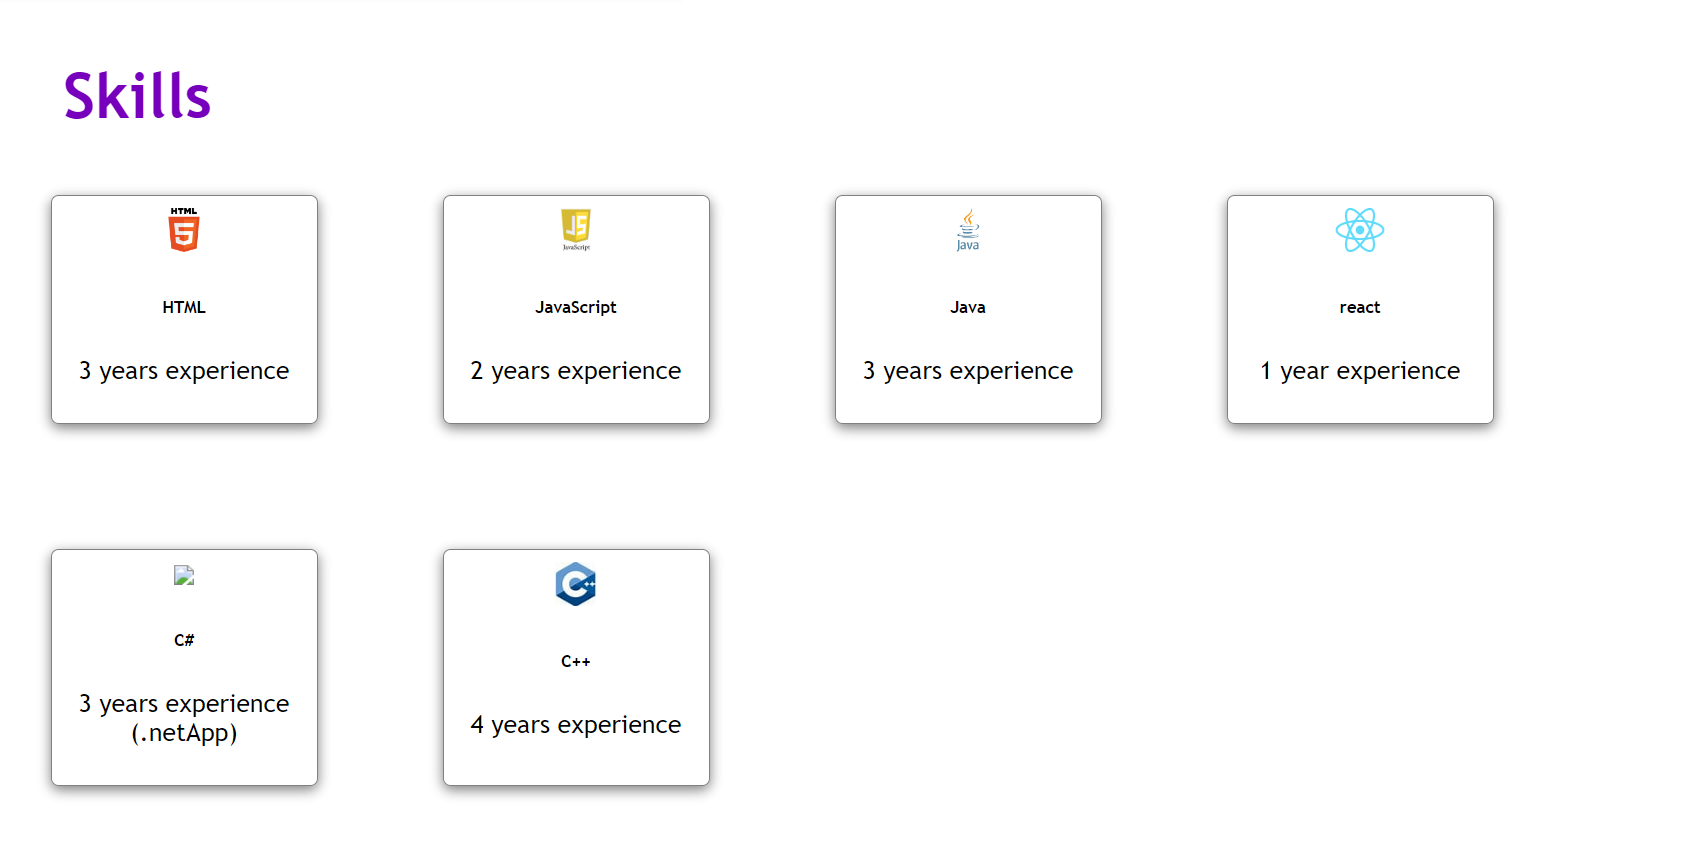 Skills
HTML
5
HTML
3 years experience
JS
JavaScript
JavaScript
2 years experience
Java
Java
3 years experience
react
1 year experience
C#
3 years experience
(.netApp)
C++
C++
4 years experience